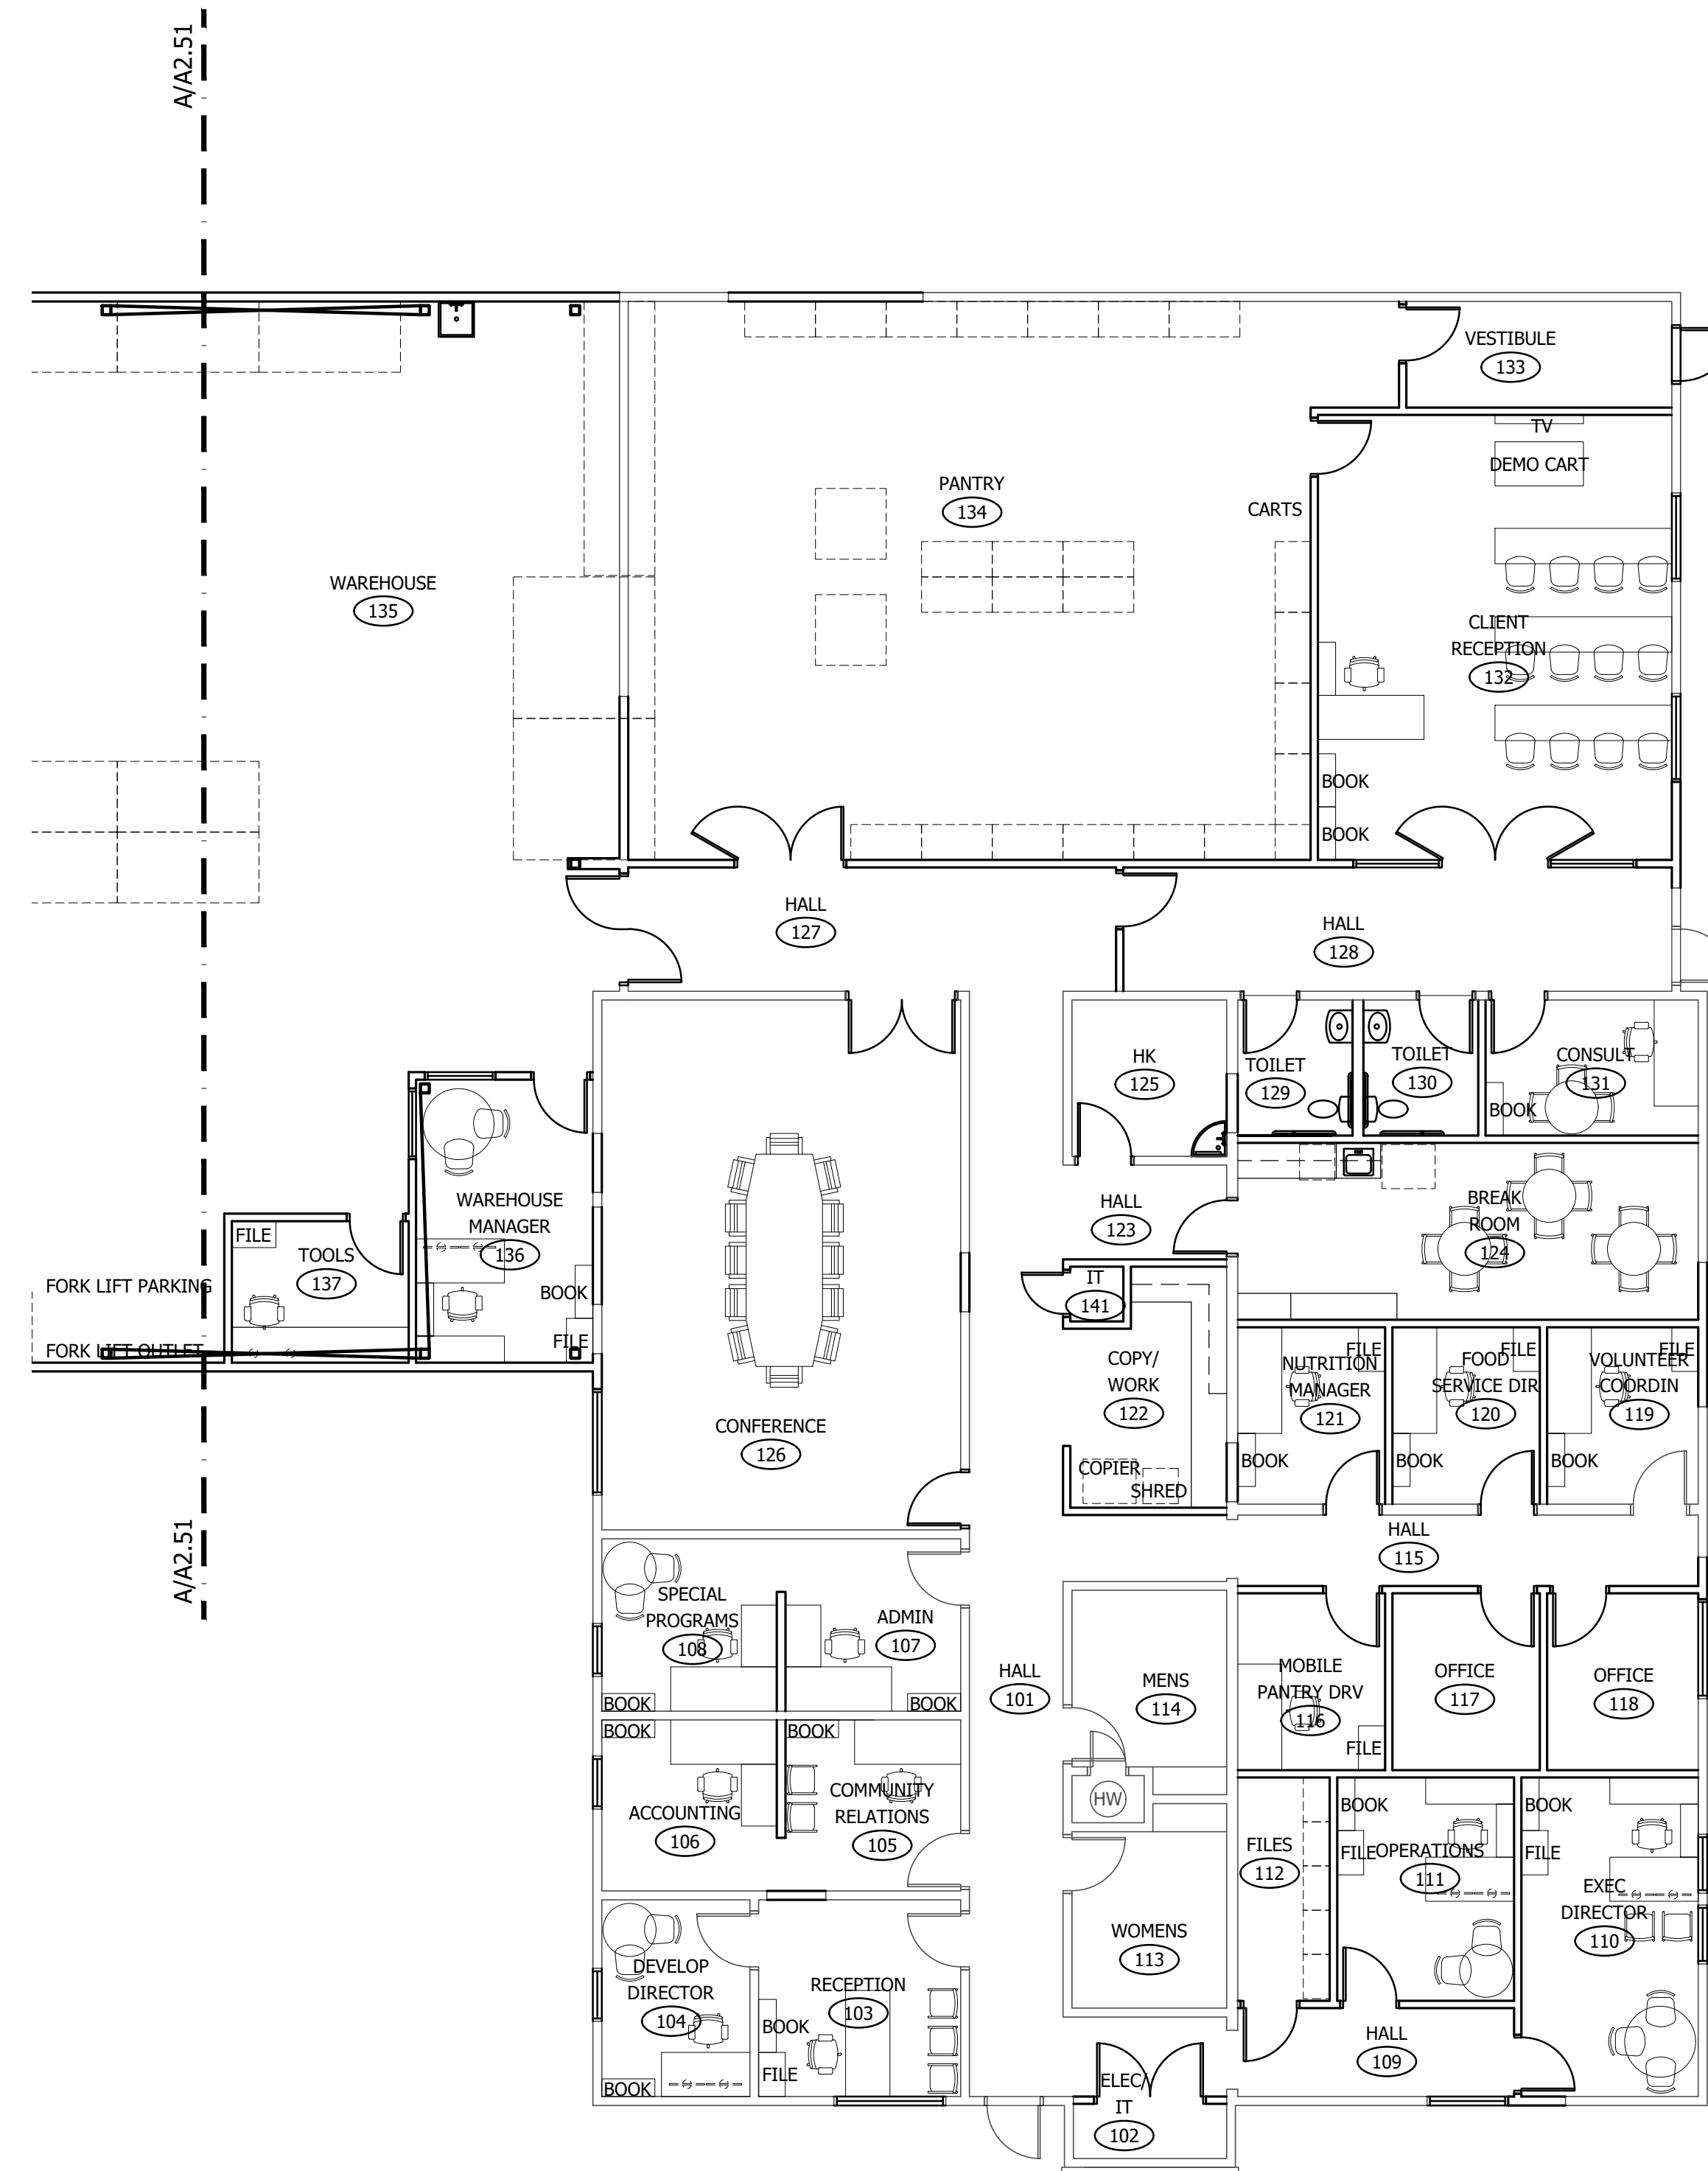 A/A2.51
VESTIBULE
133
TV
DEMO CART
PANTRY
134
CARTS
WAREHOUSE
135
CLIENT
RECEPTION
132
BOOK
BOOK
HALL
127
HALL
128
HK
125
TOILET
129
TOILET
130
CONSULT
131
BOOK
WAREHOUSE
MANAGER
136
BOOK
FILE
FILE
TOOLS
137
FORK LIFT PARKING
FORK LIFT OUTLET
HALL
123
BREAK
ROOM
124
IT
141
COPY/
WORK
122
COPIER
SHRED
FILE
NUTRITION
MANAGER
121
BOOK
FILE
FOOD
SERVICE DIR
120
BOOK
FILE
VOLUNTEER
COORDIN
119
BOOK
CONFERENCE
126
A/A2.51
HALL
115
SPECIAL
PROGRAMS
108
BOOK
ADMIN
107
BOOK
HALL
101
MENS
114
MOBILE
PANTRY DRV
116
FILE
OFFICE
117
OFFICE
118
BOOK
ACCOUNTING
106
BOOK
COMMUNITY
RELATIONS
105
HW
FILES
112
BOOK
FILE
OPERATIONS
111
BOOK
FILE
EXEC
DIRECTOR
110
WOMENS
113
DEVELOP
DIRECTOR
104
BOOK
RECEPTION
103
BOOK
FILE
HALL
109
ELEC/
IT
102